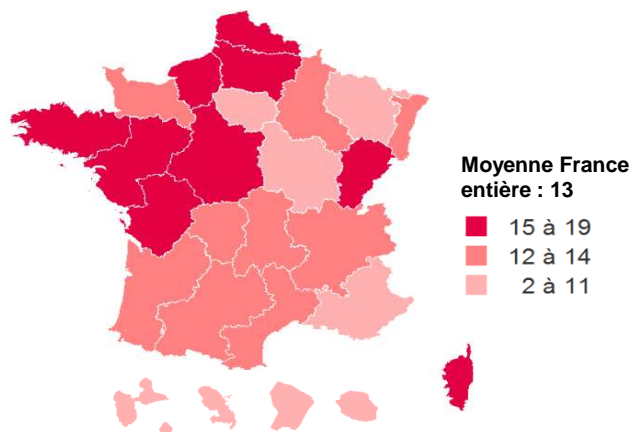 Moyenne France
entière : 13
15 à 19
12 à 14
2 à 11